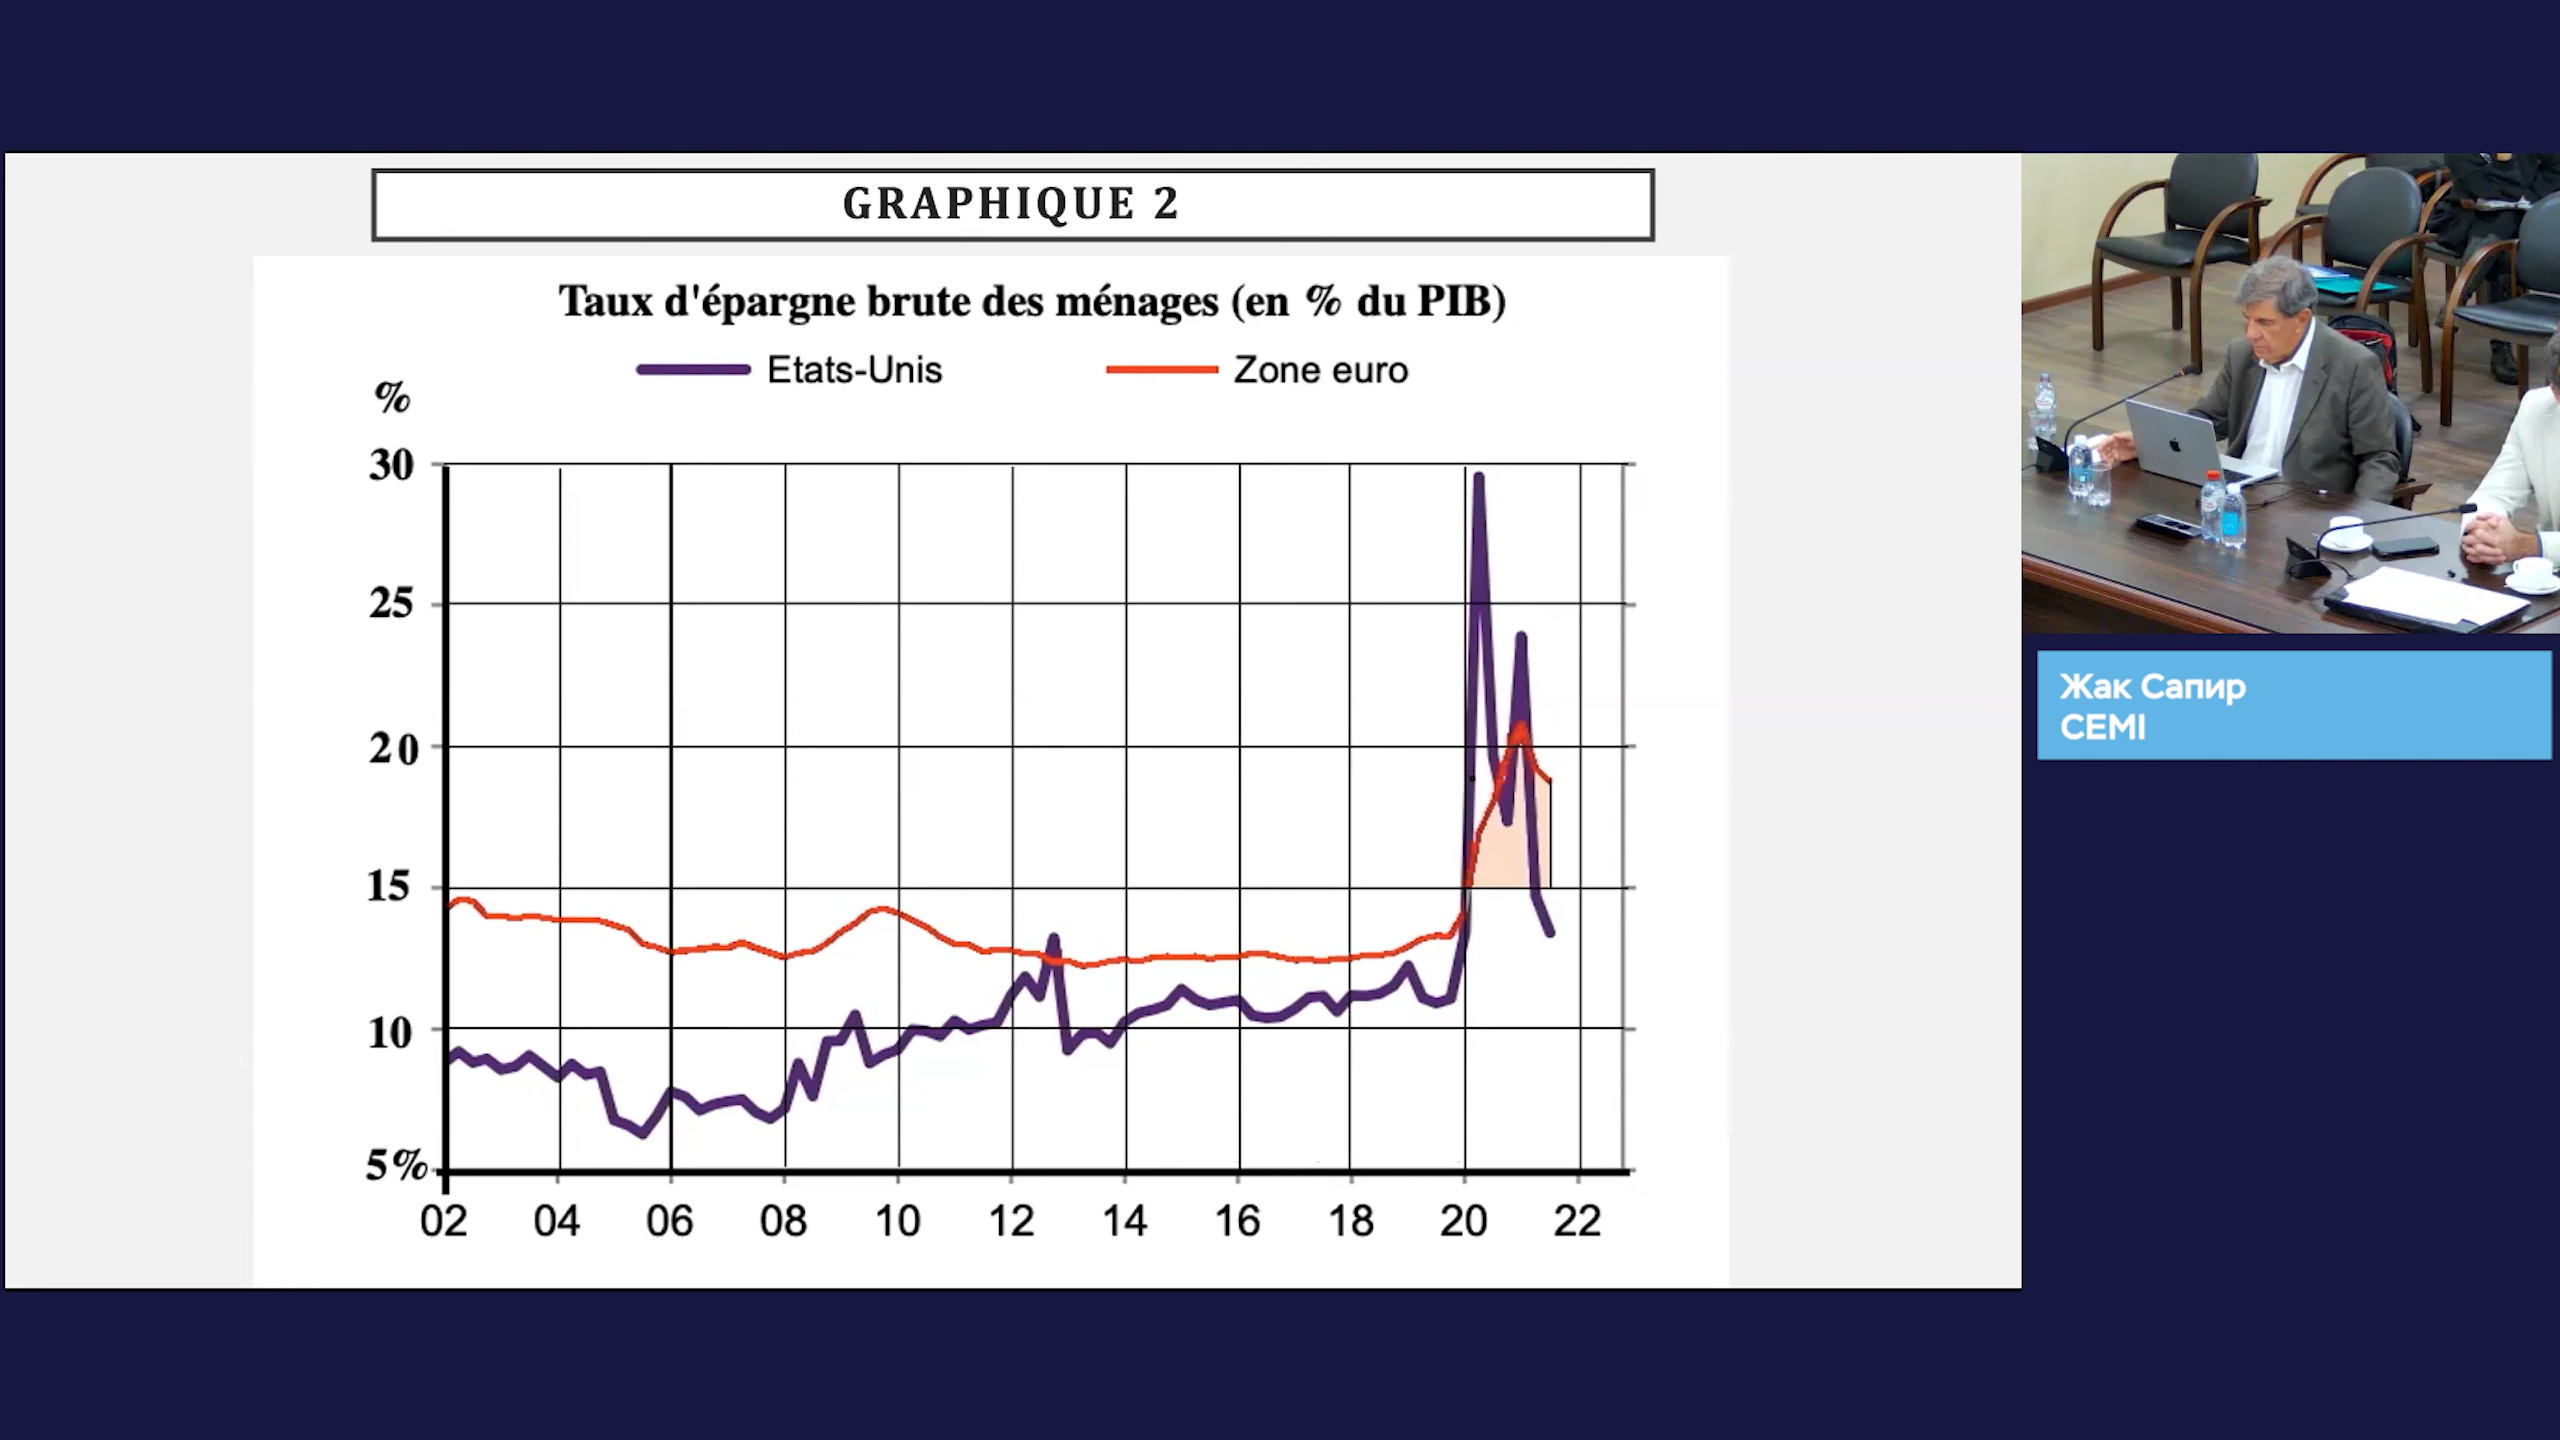 GRAPHIQUE 2
Taux d'épargne brute des ménages (en % du PIB)
Etats-Unis Zone euro
%
30
25
20
15
10
5%
02 04 06 08 10 12 14 16 18 20 22
Жак Сапир
CEMI